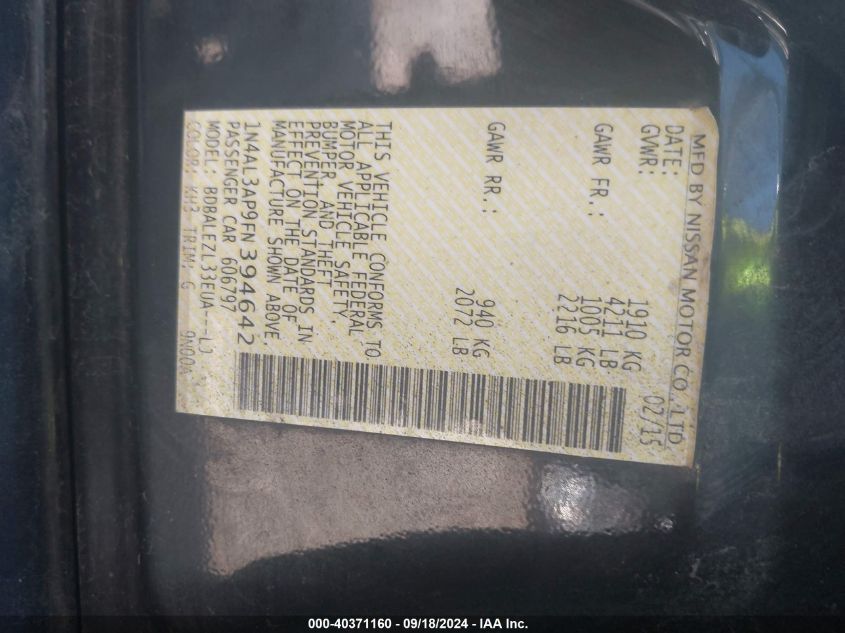 MFD BY NISSAN MOTOR CO., LTD.
DATE: 02/15
GVWR: 1910 KG
4211 LB
GAWR FR.: 1005 KG
2216 LB
GAWR RR.: 940 KG
2072 LB
THIS VEHICLE CONFORMS TO
ALL APPLICABLE FEDERAL
MOTOR VEHICLE SAFETY,
BUMPER AND THEFT
PREVENTION STANDARDS IN
EFFECT ON THE DATE OF
MANUFACTURE SHOWN ABOVE
1N4AL3AP9FN394642
PASSENGER CAR 606797
MODEL: BDBALEZL33EUA---LJ
COLOR: KH3 TRIM: G 9N00A
000-40371160 - 09/18/2024 - IAA Inc.